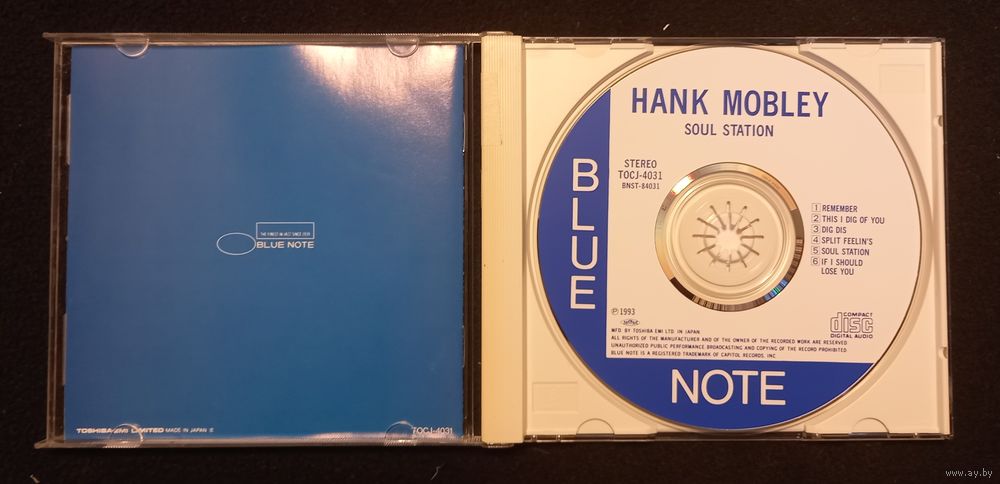 THE FINEST IN JAZZ SINCE 1939
BLUE NOTE
TOSHIBA-EMI LIMITED MADE IN JAPAN
TOCJ-4031
HANK MOBLEY
SOUL STATION
BLUE
STEREO
TOCJ-4031
BNST-84031
1 REMEMBER
2 THIS I DIG OF YOU
3 DIG DIS
4 SPLIT FEELIN'S
5 SOUL STATION
6 IF I SHOULD
LOSE YOU
℗ 1993
COMPACT
disc
DIGITAL AUDIO
MFD. BY TOSHIBA EMI LTD. IN JAPAN
ALL RIGHTS OF THE MANUFACTURER AND OF THE OWNER OF THE RECORDED WORK ARE RESERVED
UNAUTHORIZED PUBLIC PERFORMANCE, BROADCASTING AND COPYING OF THE RECORD PROHIBITED
BLUE NOTE IS A REGISTERED TRADEMARK OF CAPITOL RECORDS, INC
NOTE
www.ay.by